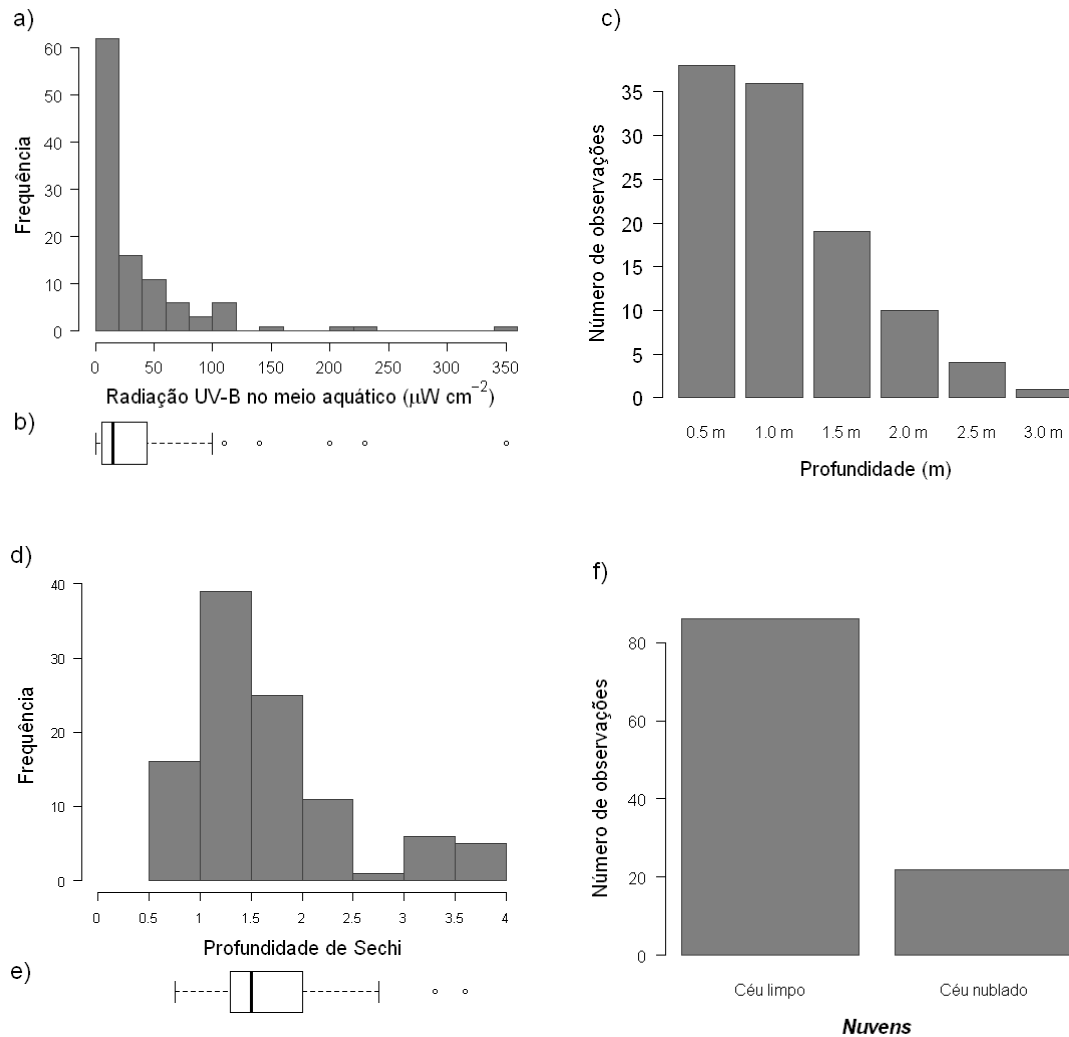 a)
Frequência
60
50
40
30
20
10
0
0 50 100 150 200 250 300 350
Radiação UV-B no meio aquático (μW cm−2)
b)
c)
Número de observações
35
30
25
20
15
10
5
0
0.5 m 1.0 m 1.5 m 2.0 m 2.5 m 3.0 m
Profundidade (m)
d)
Frequência
40
30
20
10
0
0 0.5 1 1.5 2 2.5 3 3.5 4
Profundidade de Sechi
e)
f)
Número de observações
80
60
40
20
0
Céu limpo Céu nublado
Nuvens